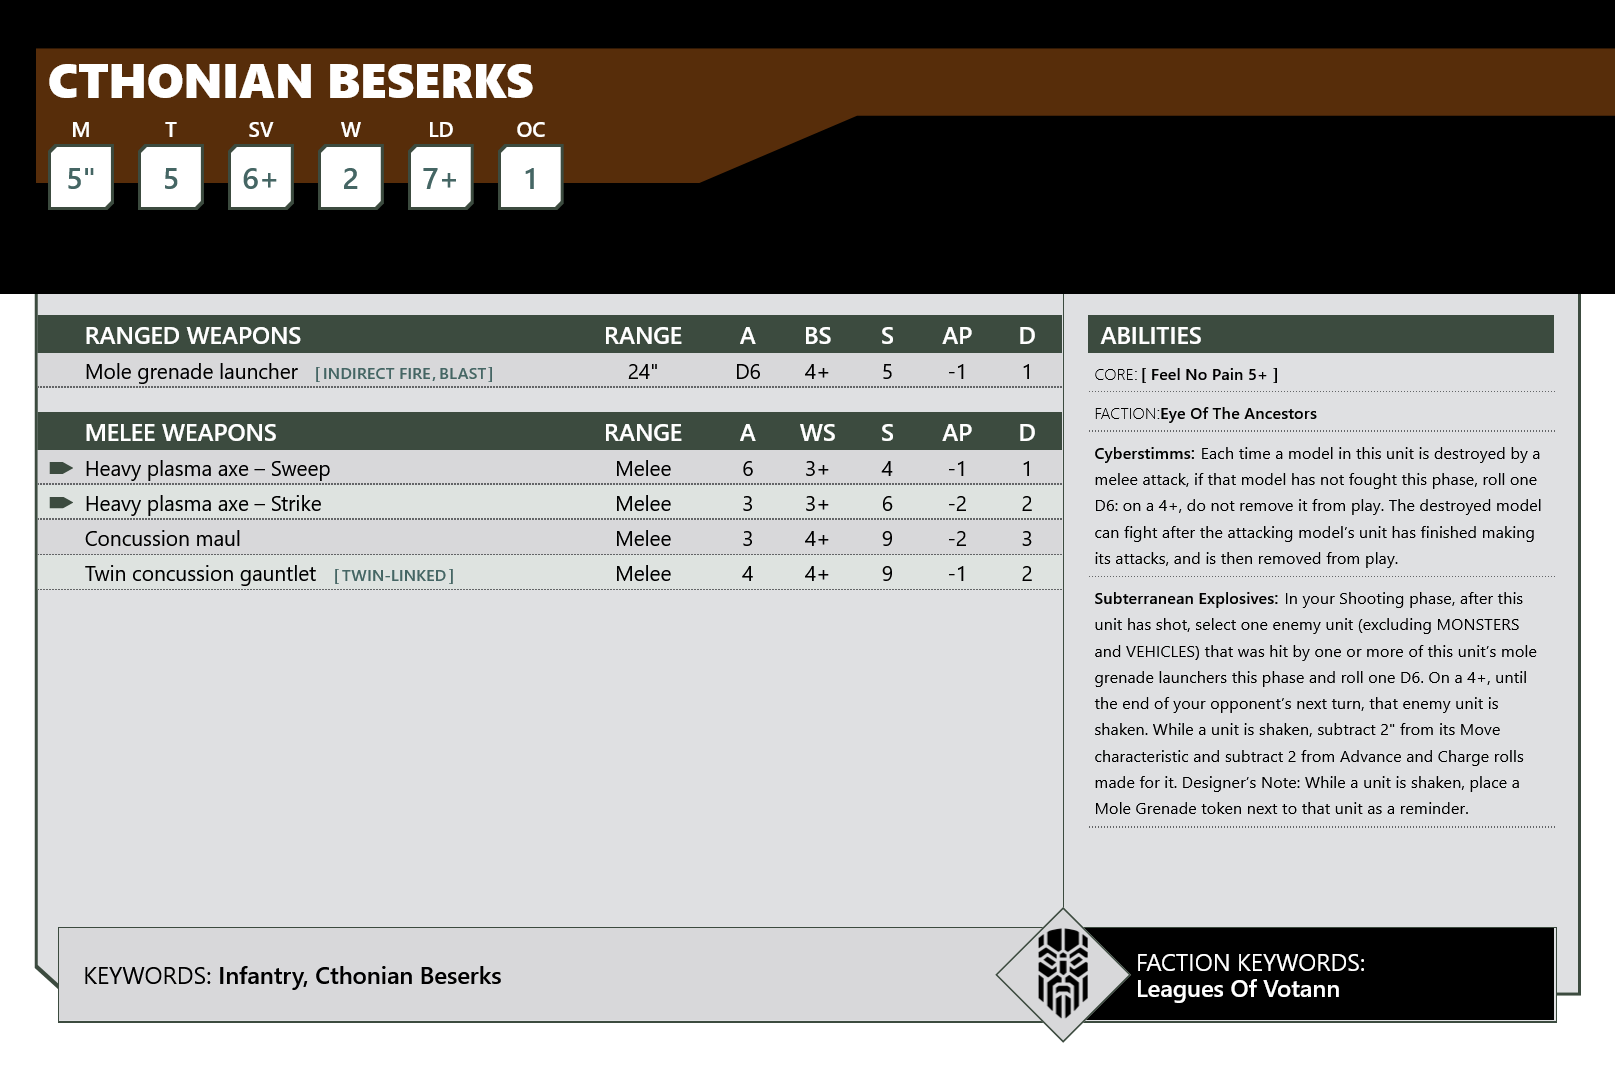 CTHONIAN BESERKS
M T SV W LD OC
5" 5 6+ 2 7+ 1
RANGED WEAPONS RANGE A BS S AP D
Mole grenade launcher [INDIRECT FIRE, BLAST] 24" D6 4+ 5 -1 1
MELEE WEAPONS RANGE A WS S AP D
Heavy plasma axe – Sweep Melee 6 3+ 4 -1 1
Heavy plasma axe – Strike Melee 3 3+ 6 -2 2
Concussion maul Melee 3 4+ 9 -2 3
Twin concussion gauntlet [TWIN-LINKED] Melee 4 4+ 9 -1 2
ABILITIES
CORE: [ Feel No Pain 5+ ]
FACTION:Eye Of The Ancestors
Cyberstimms: Each time a model in this unit is destroyed by a
melee attack, if that model has not fought this phase, roll one
D6: on a 4+, do not remove it from play. The destroyed model
can fight after the attacking model’s unit has finished making
its attacks, and is then removed from play.
Subterranean Explosives: In your Shooting phase, after this
unit has shot, select one enemy unit (excluding MONSTERS
and VEHICLES) that was hit by one or more of this unit’s mole
grenade launchers this phase and roll one D6. On a 4+, until
the end of your opponent’s next turn, that enemy unit is
shaken. While a unit is shaken, subtract 2" from its Move
characteristic and subtract 2 from Advance and Charge rolls
made for it. Designer’s Note: While a unit is shaken, place a
Mole Grenade token next to that unit as a reminder.
KEYWORDS: Infantry, Cthonian Beserks
FACTION KEYWORDS:
Leagues Of Votann